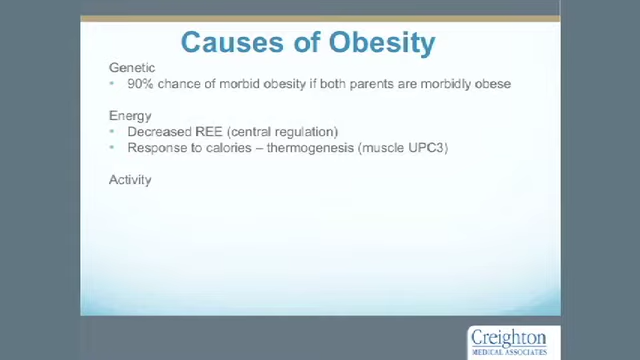 Causes of Obesity
Genetic
• 90% chance of morbid obesity if both parents are morbidly obese
Energy
• Decreased REE (central regulation)
• Response to calories – thermogenesis (muscle UPC3)
Activity
Creighton
MEDICAL ASSOCIATES